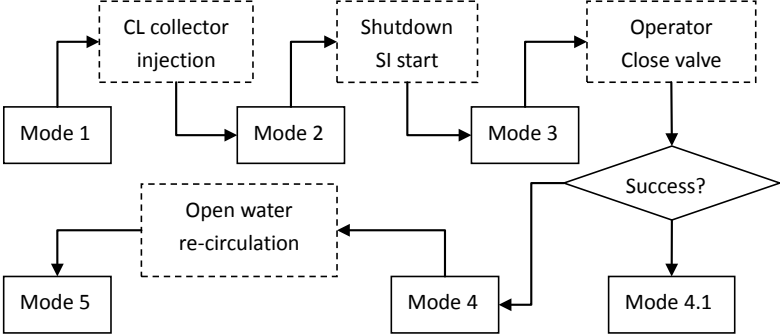 CL collector
injection
Shutdown
SI start
Operator
Close valve
Mode 1
Mode 2
Mode 3
Success?
Open water
re-circulation
Mode 5
Mode 4
Mode 4.1